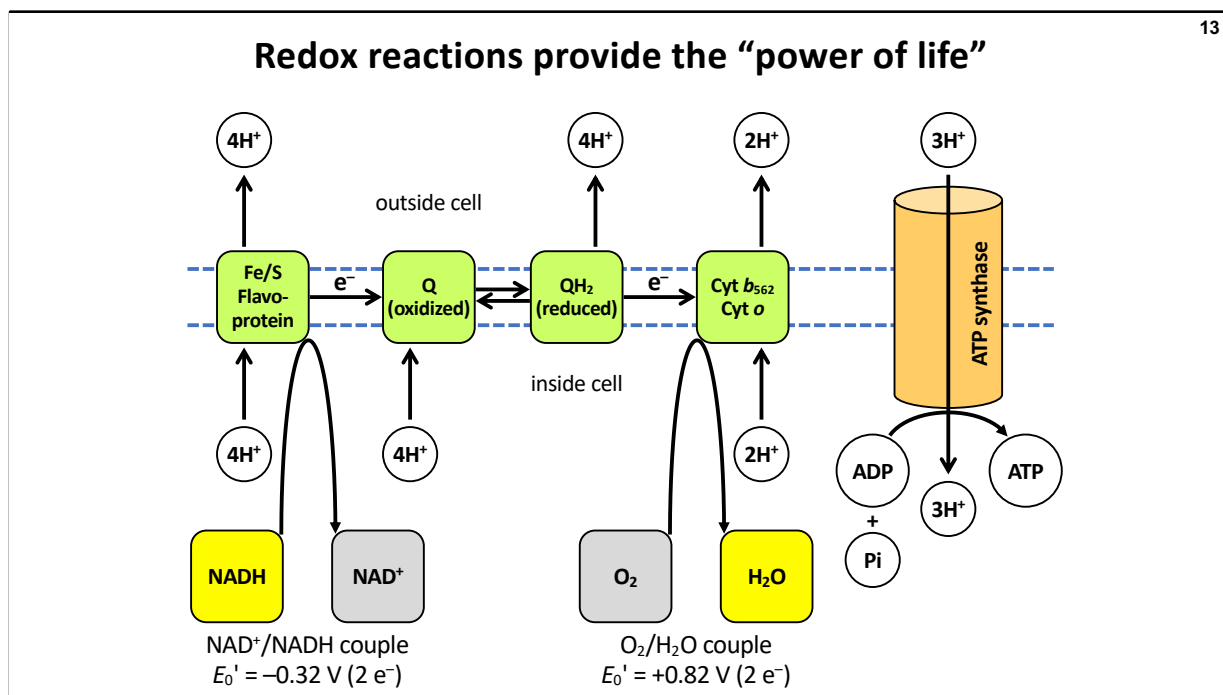 13
Redox reactions provide the “power of life”
4H⁺
4H⁺
2H⁺
3H⁺
outside cell
Fe/S
Flavo-
protein
e⁻
Q
(oxidized)
QH₂
(reduced)
e⁻
Cyt b₅₆₂
Cyt o
ATP synthase
inside cell
4H⁺
4H⁺
2H⁺
ADP
+
Pi
3H⁺
ATP
NADH
NAD⁺
O₂
H₂O
NAD⁺/NADH couple
E₀' = –0.32 V (2 e⁻)
O₂/H₂O couple
E₀' = +0.82 V (2 e⁻)